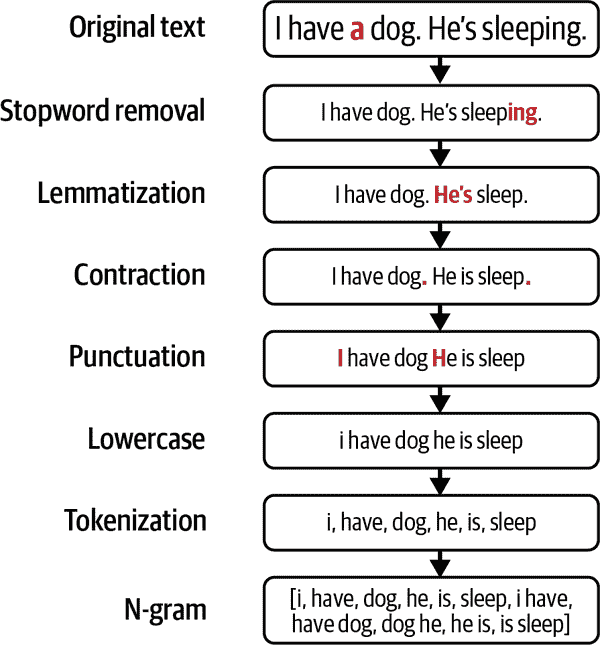 Original text
I have a dog. He's sleeping.
Stopword removal
I have dog. He's sleeping.
Lemmatization
I have dog. He's sleep.
Contraction
I have dog. He is sleep.
Punctuation
I have dog He is sleep
Lowercase
i have dog he is sleep
Tokenization
i, have, dog, he, is, sleep
N-gram
[i, have, dog, he, is, sleep, i have,
have dog, dog he, he is, is sleep]